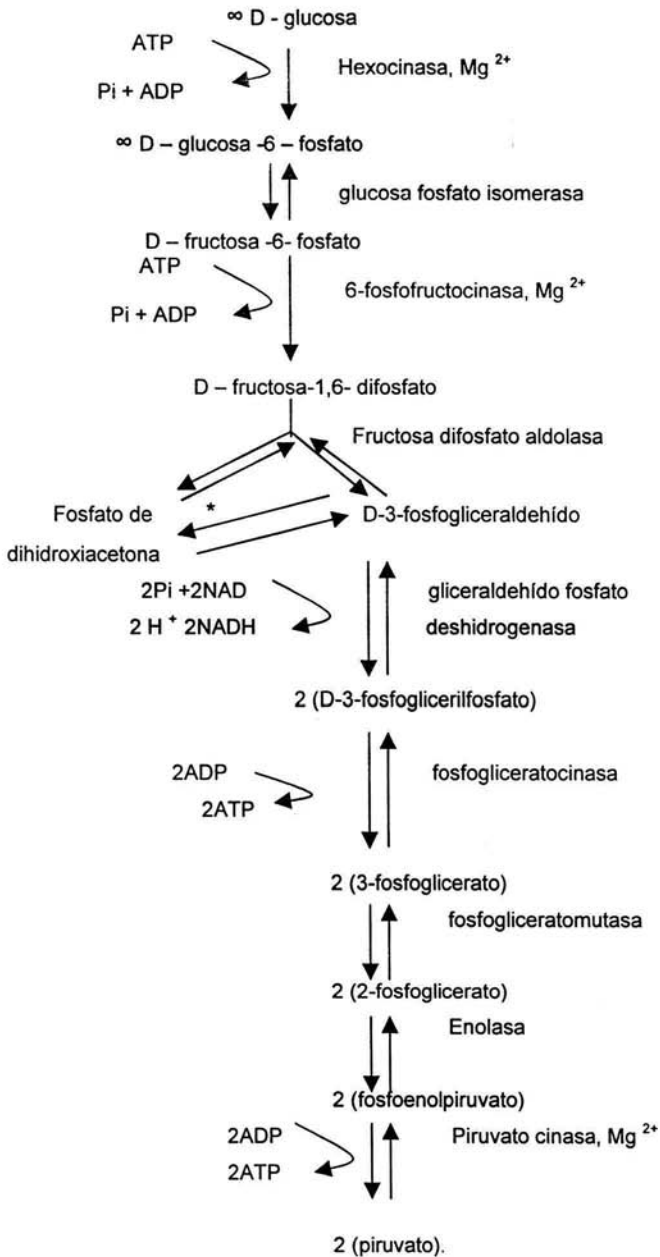 ∞ D - glucosa
ATP
Hexocinasa, Mg 2+
Pi + ADP
∞ D – glucosa -6 – fosfato
glucosa fosfato isomerasa
D – fructosa -6- fosfato
ATP
6-fosfofructocinasa, Mg 2+
Pi + ADP
D – fructosa-1,6- difosfato
Fructosa difosfato aldolasa
Fosfato de
dihidroxiacetona
*
D-3-fosfogliceraldehído
2Pi +2NAD
2 H + 2NADH
gliceraldehído fosfato
deshidrogenasa
2 (D-3-fosfoglicerilfosfato)
2ADP
2ATP
fosfogliceratocinasa
2 (3-fosfoglicerato)
fosfogliceratomutasa
2 (2-fosfoglicerato)
Enolasa
2 (fosfoenolpiruvato)
2ADP
2ATP
Piruvato cinasa, Mg 2+
2 (piruvato).